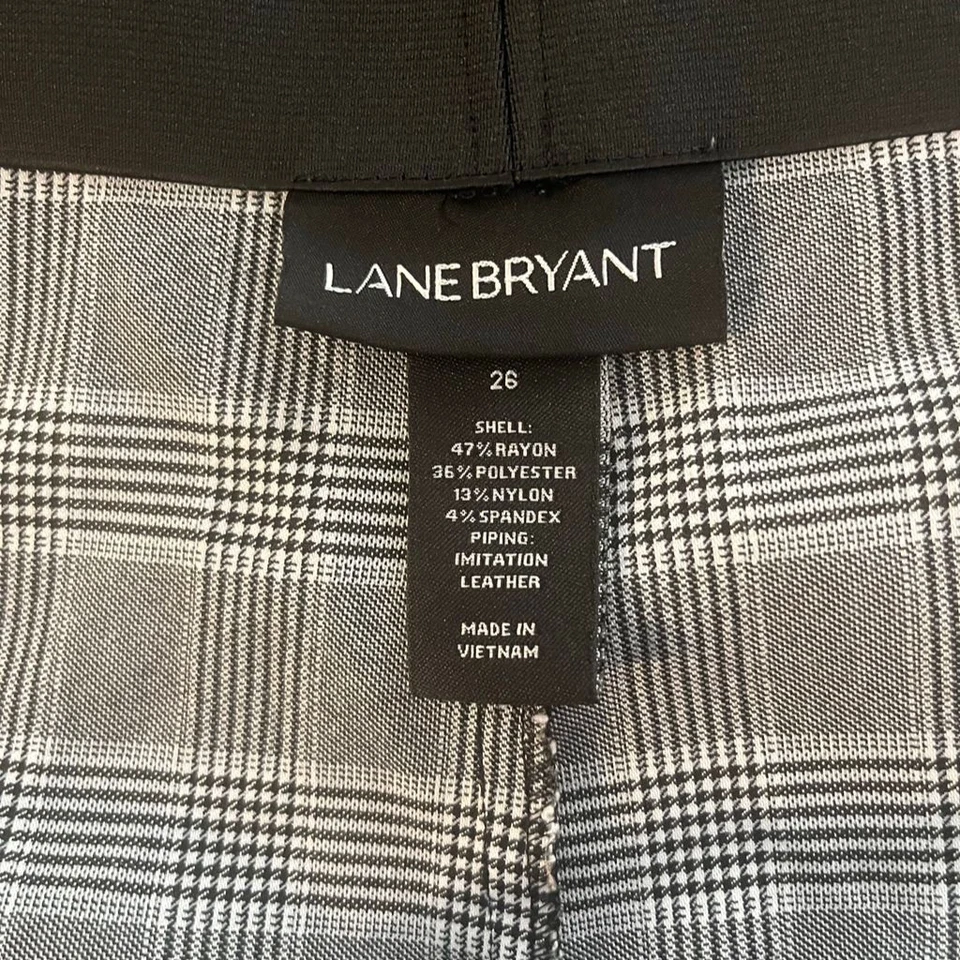 LANE BRYANT
26
SHELL:
47% RAYON
36% POLYESTER
13% NYLON
4% SPANDEX
PIPING:
IMITATION
LEATHER
MADE IN
VIETNAM